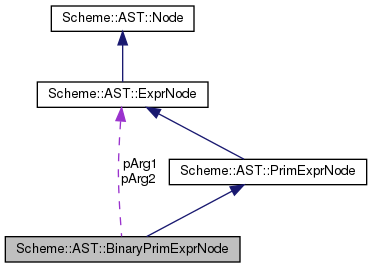 Scheme::AST::Node
Scheme::AST::ExprNode
pArg1
pArg2
Scheme::AST::PrimExprNode
Scheme::AST::BinaryPrimExprNode